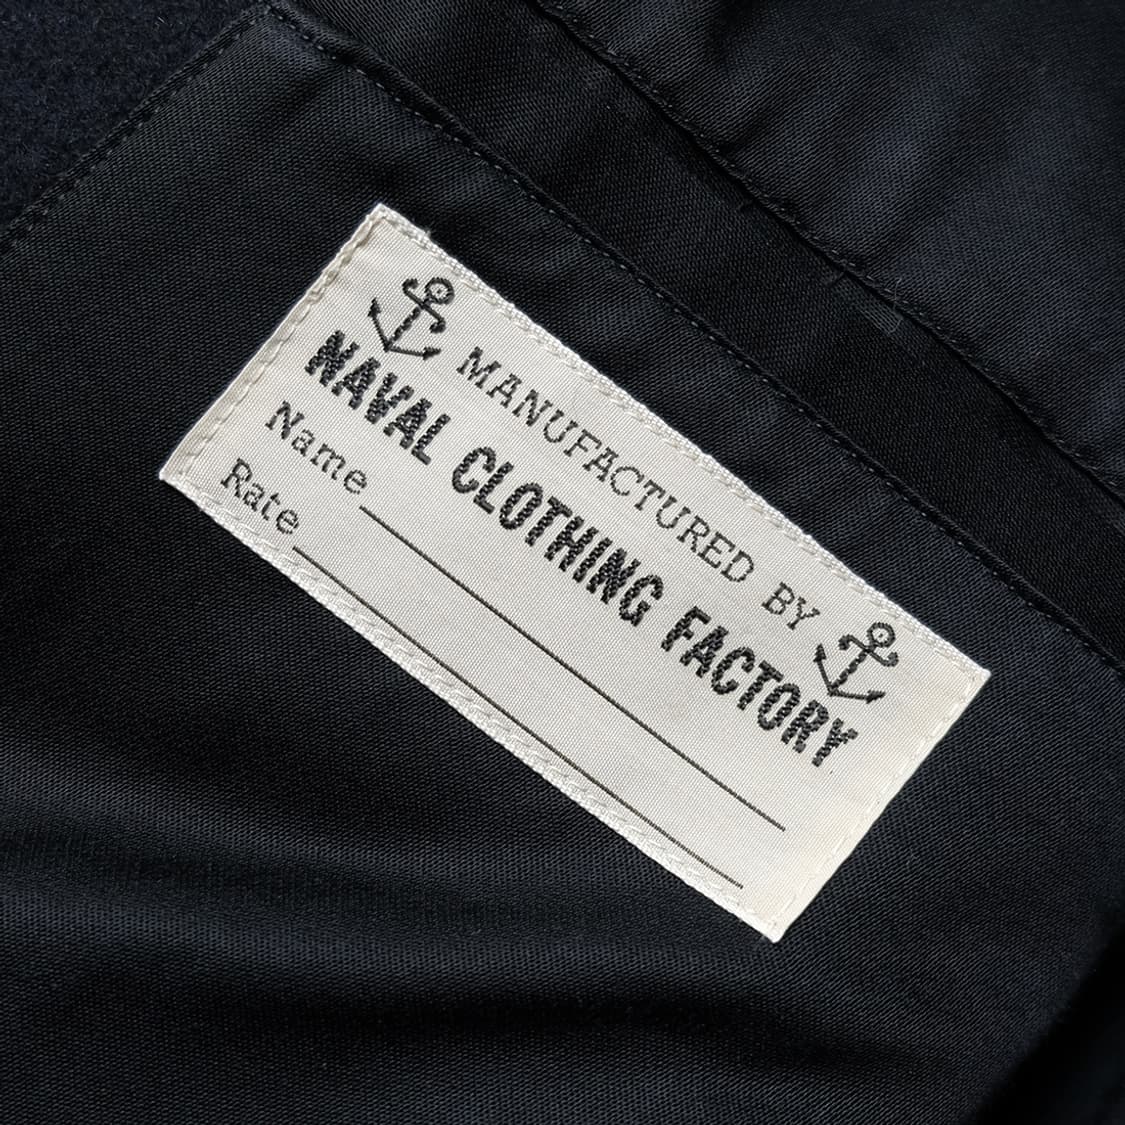 MANUFACTURED BY
NAVAL CLOTHING FACTORY
Name
Rate